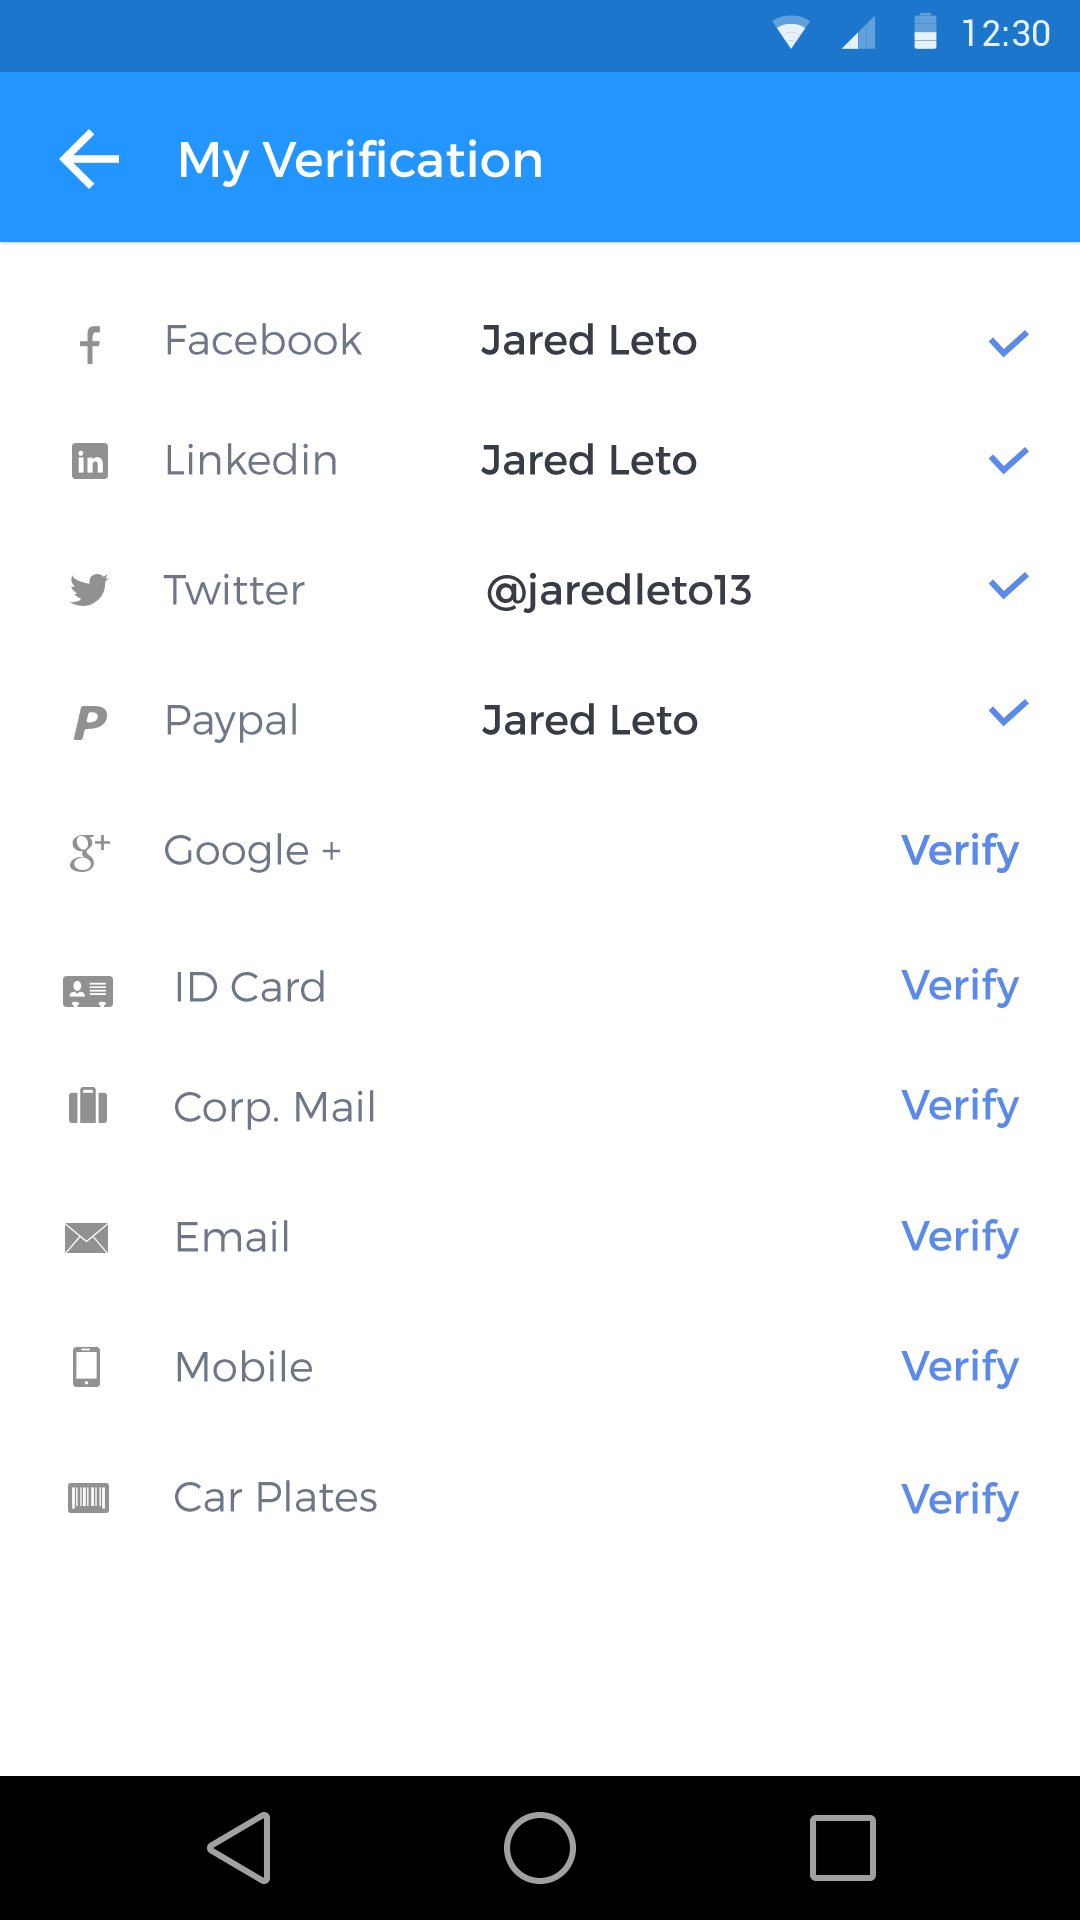 12:30
My Verification
Facebook Jared Leto
Linkedin Jared Leto
Twitter @jaredleto13
Paypal Jared Leto
Google + Verify
ID Card Verify
Corp. Mail Verify
Email Verify
Mobile Verify
Car Plates Verify